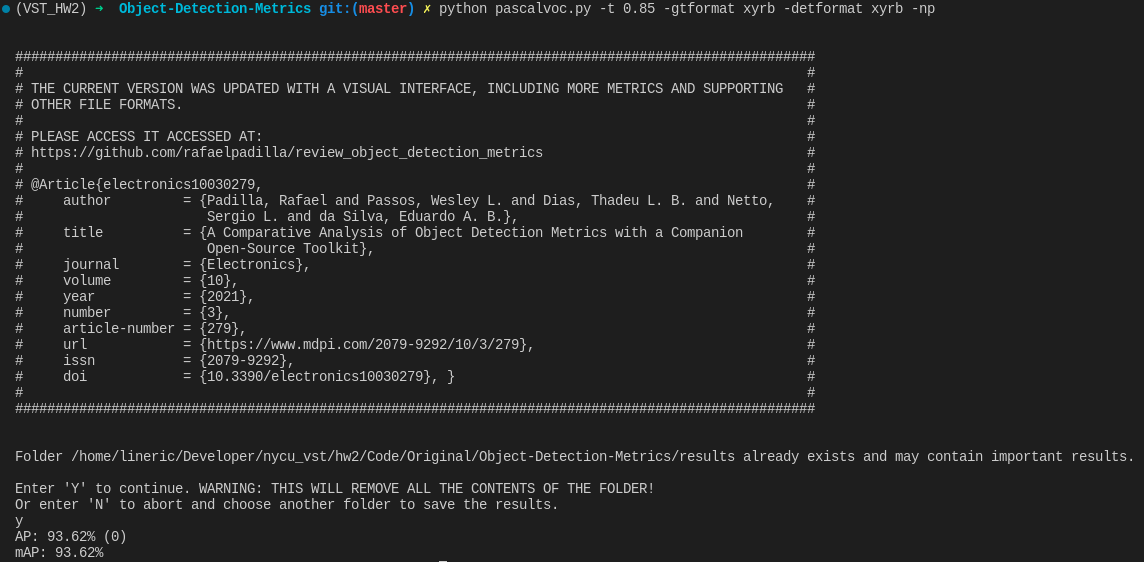 (VST_HW2) ➜  Object-Detection-Metrics git:(master) ✗ python pascalvoc.py -t 0.85 -gtformat xyrb -detformat xyrb -np
####################################################################################################
#                                                                                                  #
# THE CURRENT VERSION WAS UPDATED WITH A VISUAL INTERFACE, INCLUDING MORE METRICS AND SUPPORTING   #
# OTHER FILE FORMATS.                                                                              #
#                                                                                                  #
# PLEASE ACCESS IT ACCESSED AT:                                                                    #
# https://github.com/rafaelpadilla/review_object_detection_metrics                                 #
#                                                                                                  #
# @Article{electronics10030279,                                                                    #
#     author         = {Padilla, Rafael and Passos, Wesley L. and Dias, Thadeu L. B. and Netto,    #
#                       Sergio L. and da Silva, Eduardo A. B.},                                    #
#     title          = {A Comparative Analysis of Object Detection Metrics with a Companion        #
#                       Open-Source Toolkit},                                                      #
#     journal        = {Electronics},                                                              #
#     volume         = {10},                                                                       #
#     year           = {2021},                                                                     #
#     number         = {3},                                                                        #
#     article-number = {279},                                                                      #
#     url            = {https://www.mdpi.com/2079-9292/10/3/279},                                  #
#     issn           = {2079-9292},                                                                #
#     doi            = {10.3390/electronics10030279}, }                                            #
#                                                                                                  #
####################################################################################################
Folder /home/lineric/Developer/nycu_vst/hw2/Code/Original/Object-Detection-Metrics/results already exists and may contain important results.
Enter 'Y' to continue. WARNING: THIS WILL REMOVE ALL THE CONTENTS OF THE FOLDER!
Or enter 'N' to abort and choose another folder to save the results.
y
AP: 93.62% (0)
mAP: 93.62%